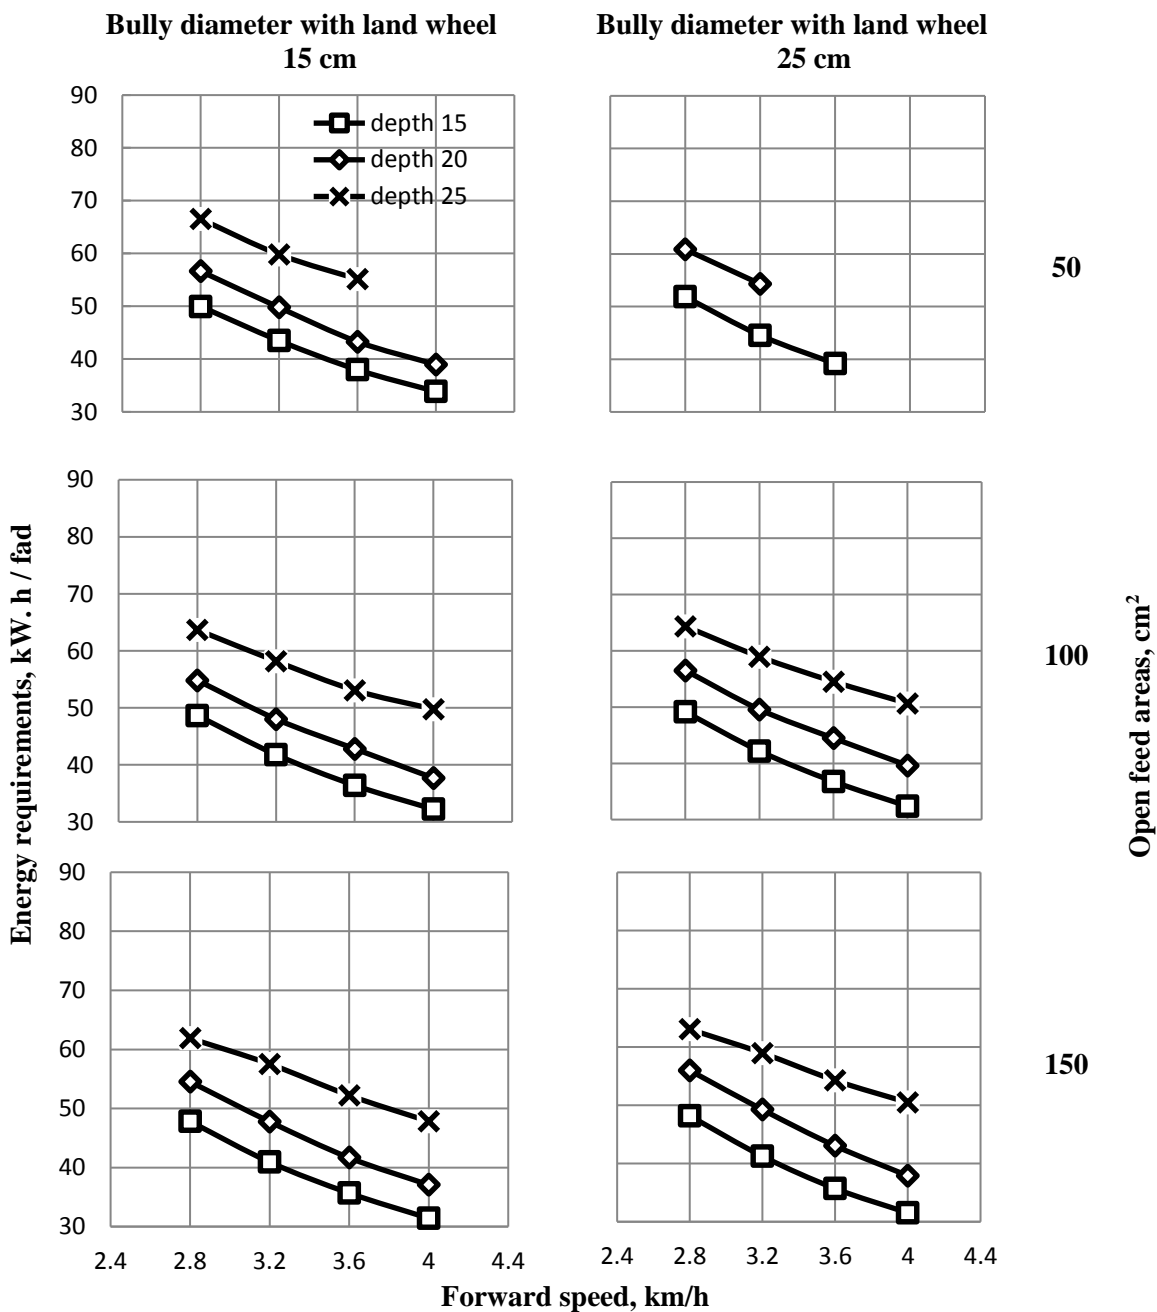 Bully diameter with land wheel
15 cm
Bully diameter with land wheel
25 cm
90
80
70
60
50
40
30
depth 15
depth 20
depth 25
50
90
80
70
60
50
40
30
100
90
80
70
60
50
40
30
150
2.4 2.8 3.2 3.6 4 4.4
2.4 2.8 3.2 3.6 4 4.4
Forward speed, km/h
Energy requirements, kW. h / fad
Open feed areas, cm²